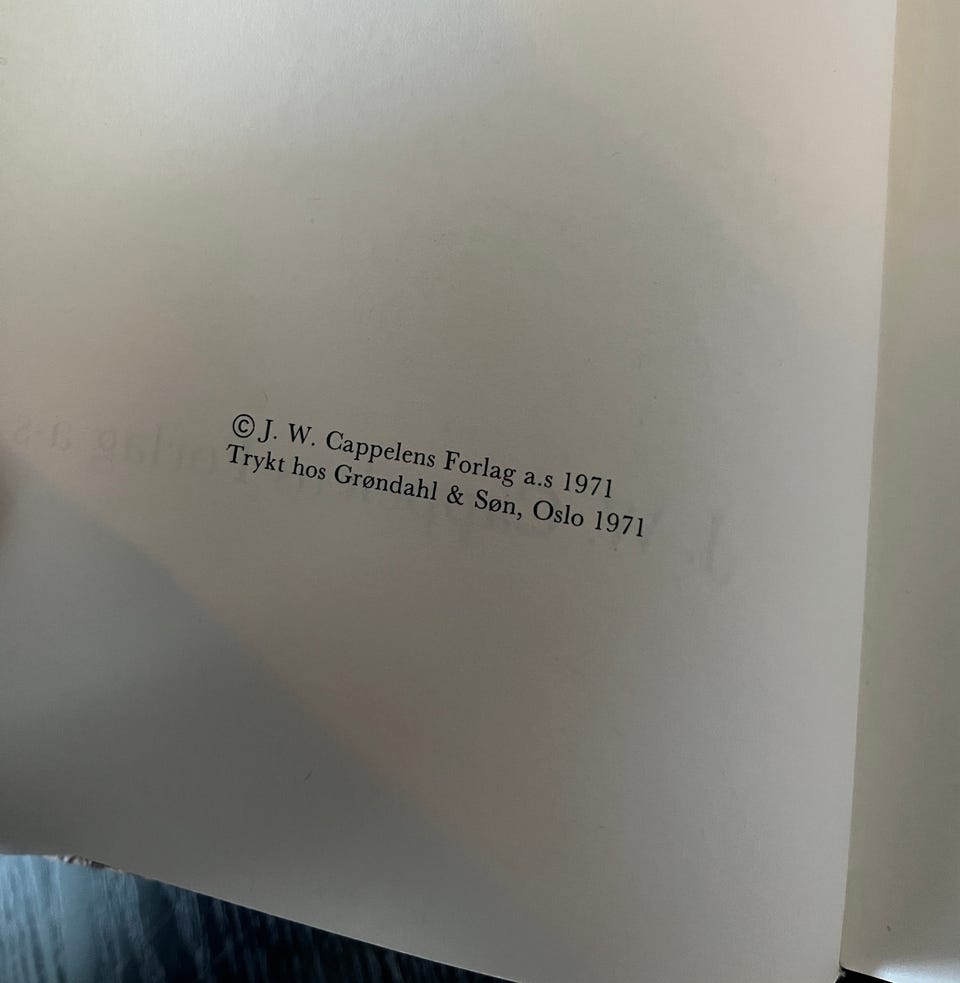 © J. W. Cappelens Forlag a.s 1971
Trykt hos Grøndahl & Søn, Oslo 1971